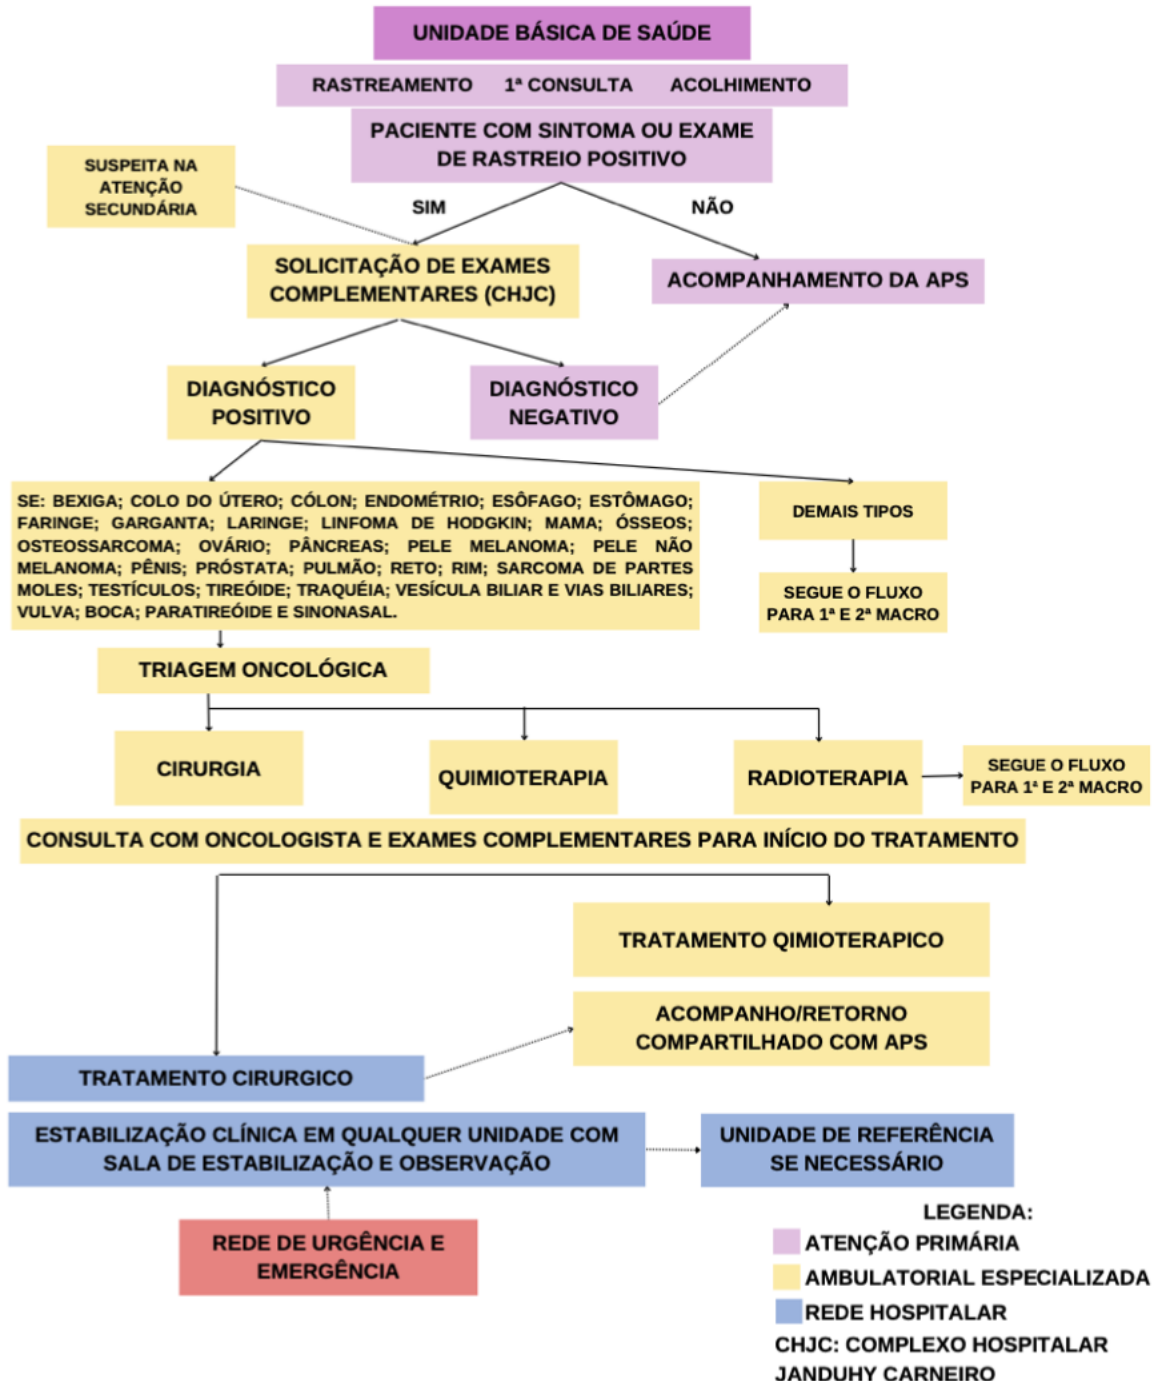 UNIDADE BÁSICA DE SAÚDE
RASTREAMENTO 1ª CONSULTA ACOLHIMENTO
PACIENTE COM SINTOMA OU EXAME
DE RASTREIO POSITIVO
SUSPEITA NA
ATENÇÃO
SECUNDÁRIA
SIM
NÃO
SOLICITAÇÃO DE EXAMES
COMPLEMENTARES (CHJC)
ACOMPANHAMENTO DA APS
DIAGNÓSTICO
POSITIVO
DIAGNÓSTICO
NEGATIVO
SE: BEXIGA; COLO DO ÚTERO; CÓLON; ENDOMÉTRIO; ESÔFAGO; ESTÔMAGO;
FARINGE; GARGANTA; LARINGE; LINFOMA DE HODGKIN; MAMA; ÓSSEOS;
OSTEOSSARCOMA; OVÁRIO; PÂNCREAS; PELE MELANOMA; PELE NÃO
MELANOMA; PÊNIS; PRÓSTATA; PULMÃO; RETO; RIM; SARCOMA DE PARTES
MOLES; TESTÍCULOS; TIREÓIDE; TRAQUÉIA; VESÍCULA BILIAR E VIAS BILIARES;
VULVA; BOCA; PARATIREÓIDE E SINONASAL.
DEMAIS TIPOS
SEGUE O FLUXO
PARA 1ª E 2ª MACRO
TRIAGEM ONCOLÓGICA
CIRURGIA
QUIMIOTERAPIA
RADIOTERAPIA
SEGUE O FLUXO
PARA 1ª E 2ª MACRO
CONSULTA COM ONCOLOGISTA E EXAMES COMPLEMENTARES PARA INÍCIO DO TRATAMENTO
TRATAMENTO QIMIOTERAPICO
ACOMPANHO/RETORNO
COMPARTILHADO COM APS
TRATAMENTO CIRURGICO
ESTABILIZAÇÃO CLÍNICA EM QUALQUER UNIDADE COM
SALA DE ESTABILIZAÇÃO E OBSERVAÇÃO
UNIDADE DE REFERÊNCIA
SE NECESSÁRIO
REDE DE URGÊNCIA E
EMERGÊNCIA
LEGENDA:
ATENÇÃO PRIMÁRIA
AMBULATORIAL ESPECIALIZADA
REDE HOSPITALAR
CHJC: COMPLEXO HOSPITALAR
JANDUHY CARNEIRO